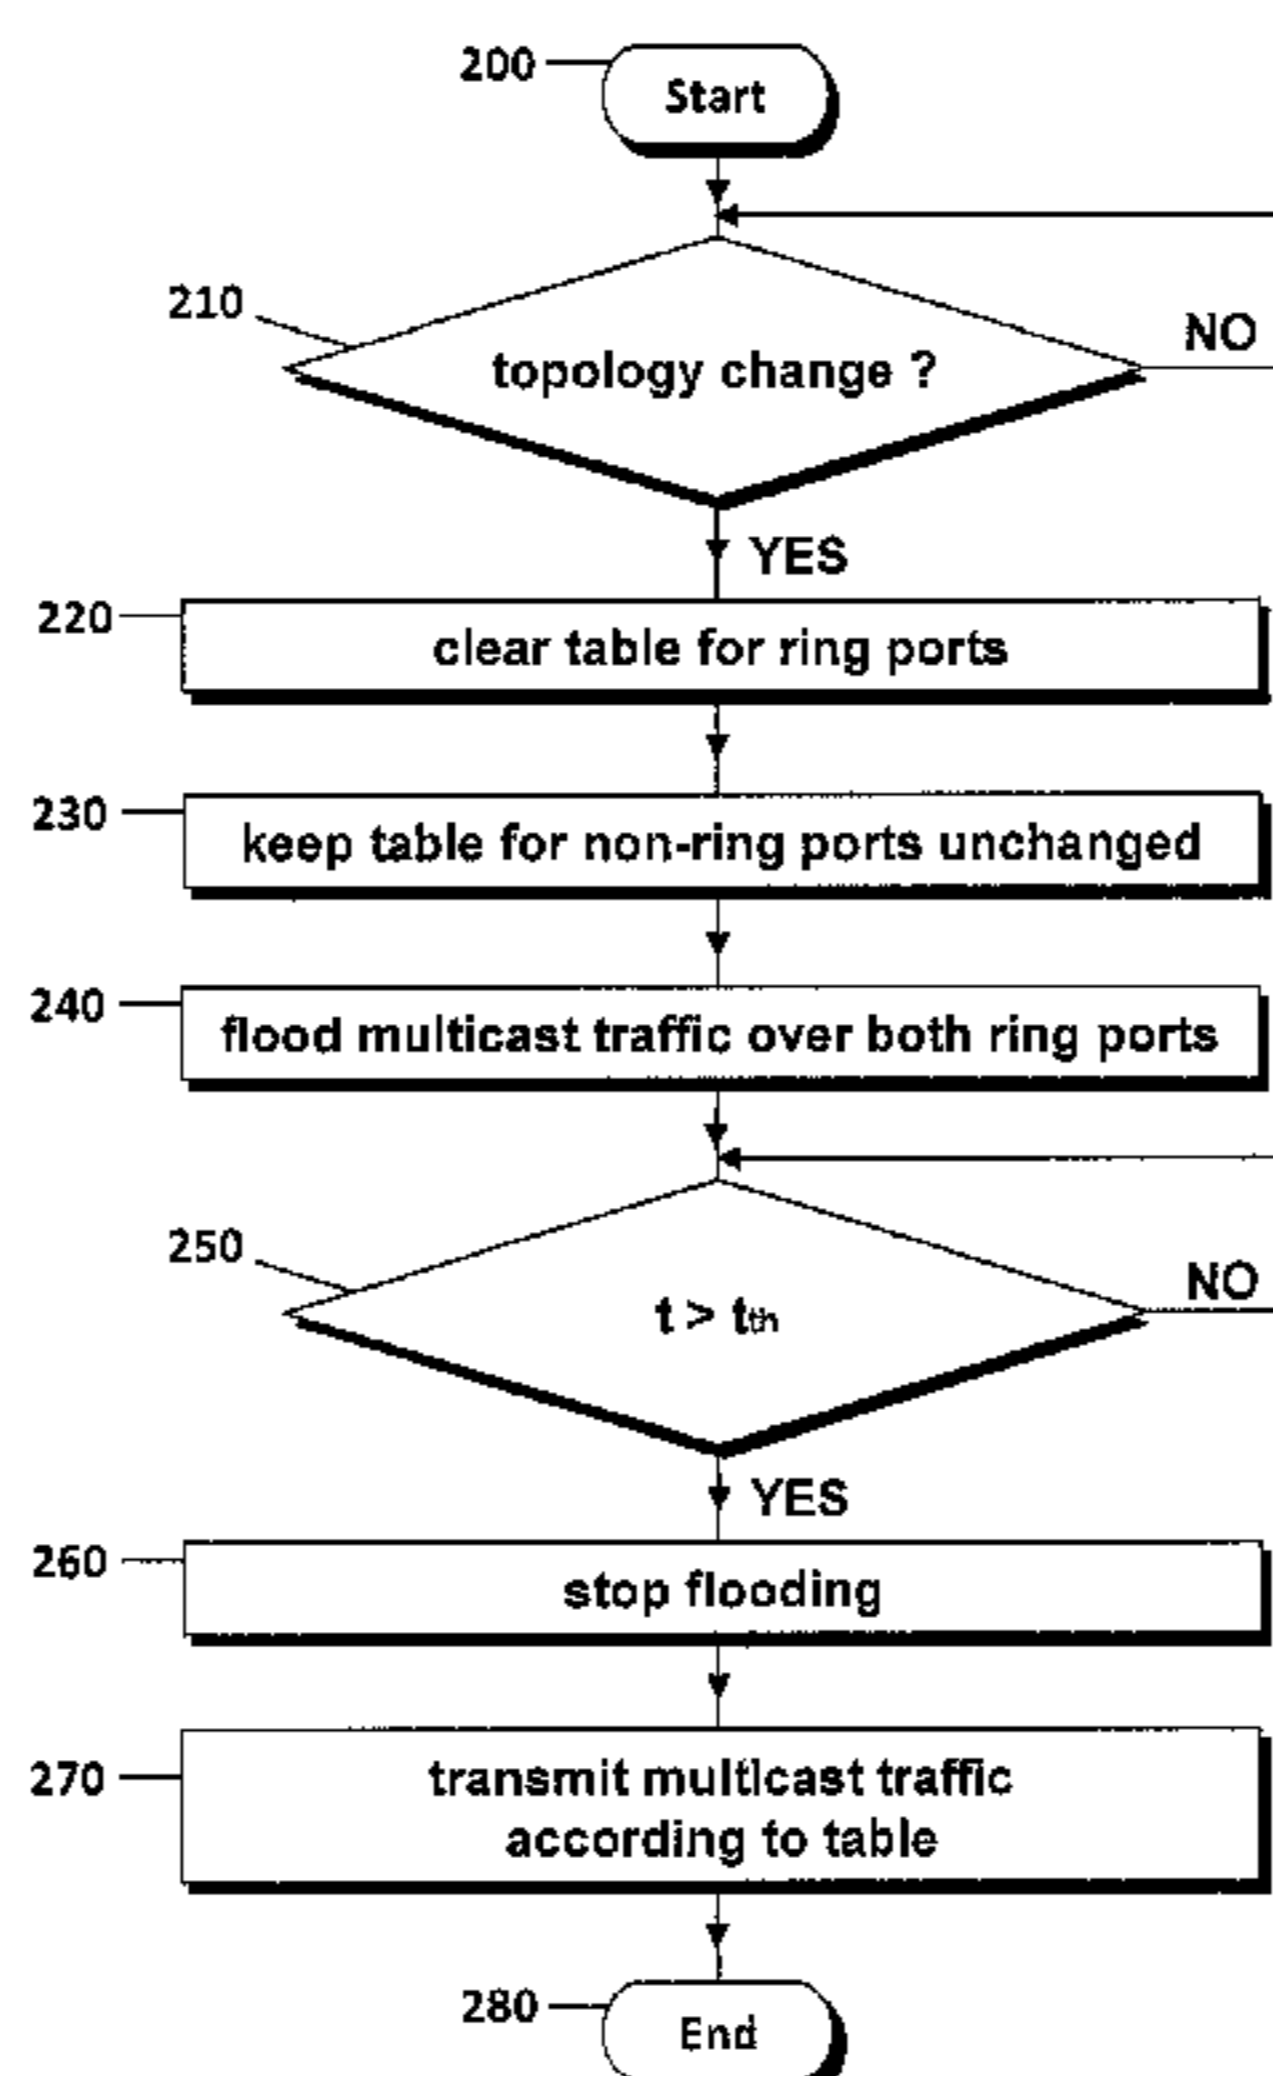 200
Start
210
topology change ?
NO
YES
220
clear table for ring ports
230
keep table for non-ring ports unchanged
240
flood multicast traffic over both ring ports
250
t > tth
NO
YES
260
stop flooding
270
transmit multicast traffic
according to table
280
End